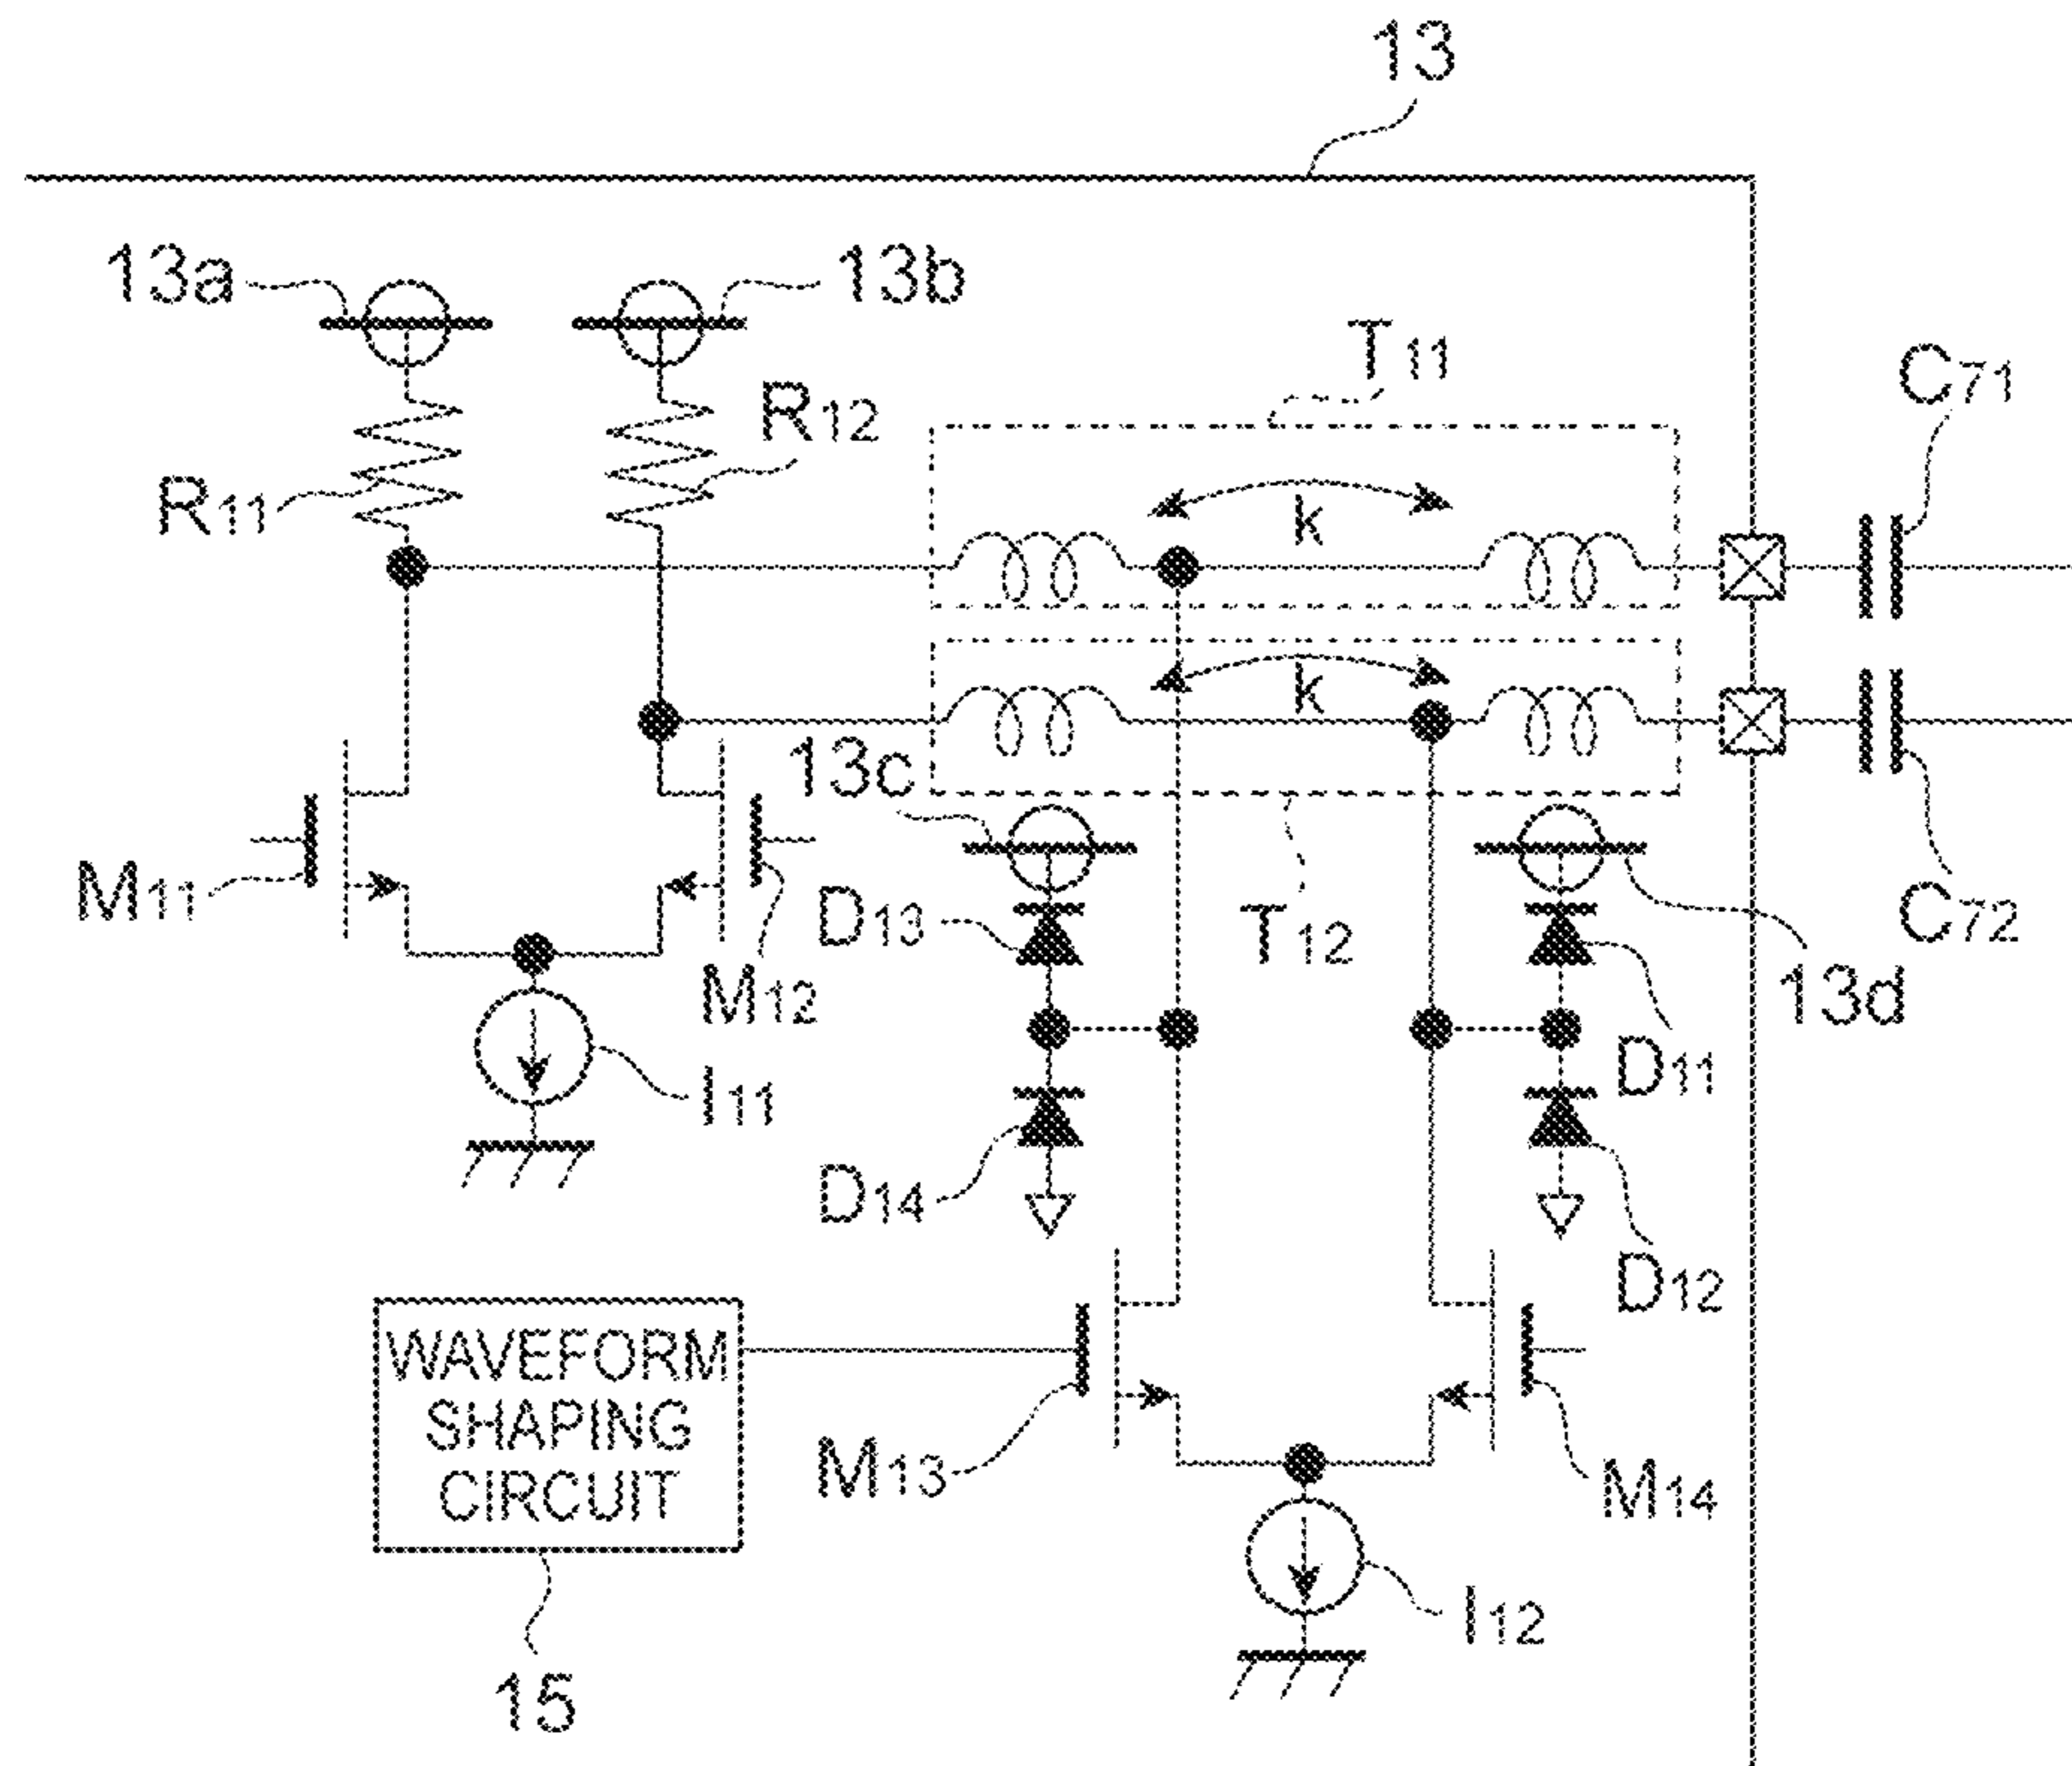 13
13a
13b
T11
C71
R12
R11
k
k
13c
M11
D13
T12
C72
M12
13d
I11
D11
D14
D12
WAVEFORM
SHAPING
CIRCUIT
M13
M14
I12
15